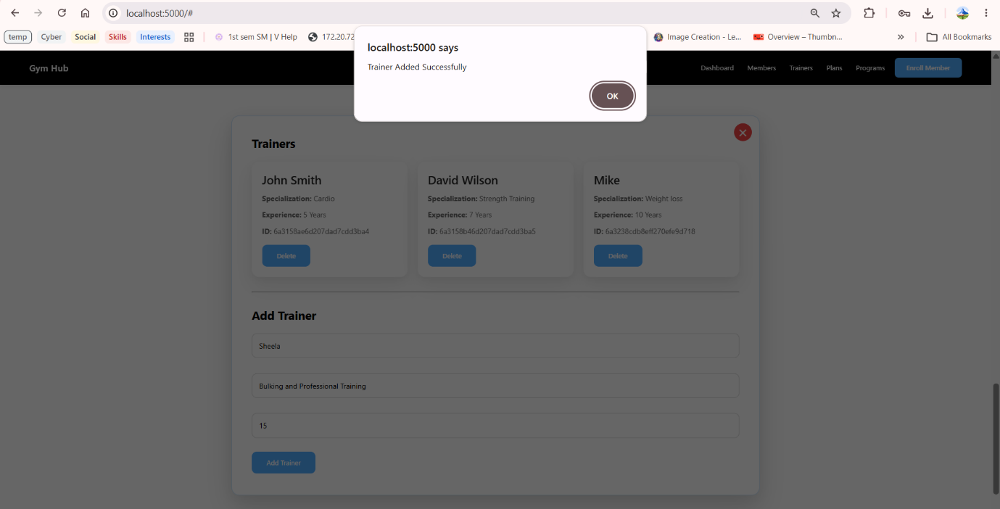 localhost:5000/#
temp Cyber Social Skills Interests 1st sem SM | V Help 172.20.72 Image Creation - Le... Overview – Thumbn... » All Bookmarks
localhost:5000 says
Trainer Added Successfully
OK
Gym Hub Dashboard Members Trainers Plans Programs Enroll Member
Trainers
John Smith
Specialization: Cardio
Experience: 5 Years
ID: 6a3158ae6d207dad7cdd3ba4
Delete
David Wilson
Specialization: Strength Training
Experience: 7 Years
ID: 6a3158b46d207dad7cdd3ba5
Delete
Mike
Specialization: Weight loss
Experience: 10 Years
ID: 6a3238cdb8eff270efe9d718
Delete
Add Trainer
Sheela
Bulking and Professional Training
15
Add Trainer